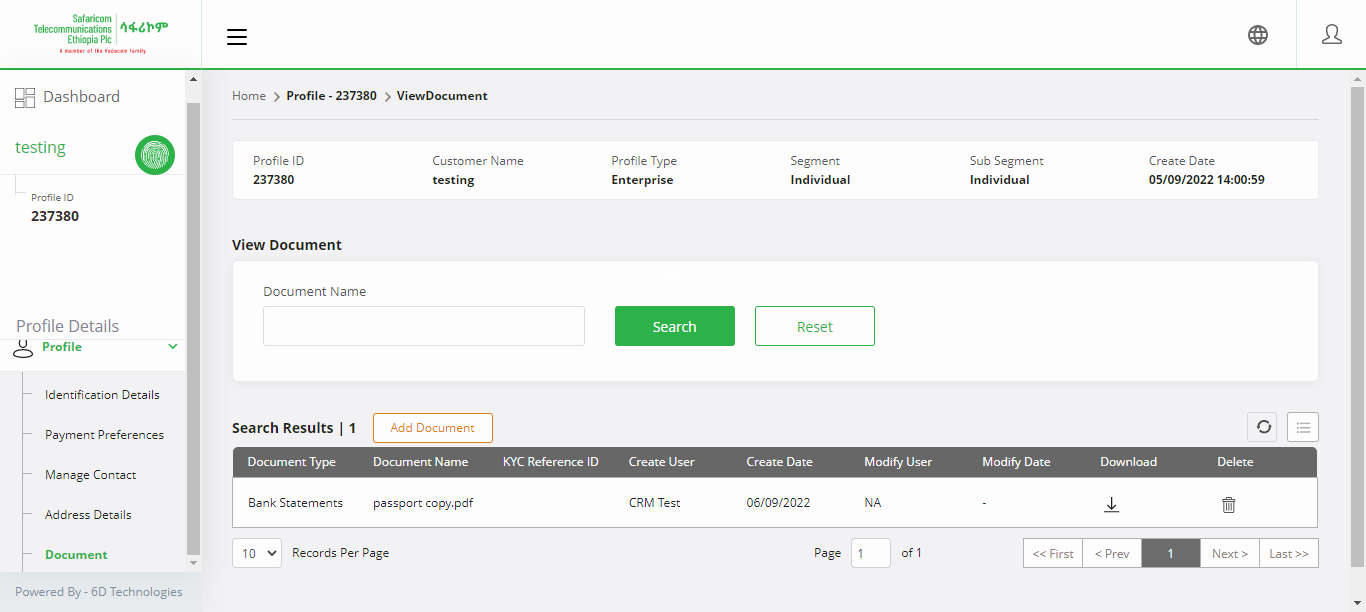 Safaricom
Telecommunications
Ethiopia Plc
ሳፋሪኮም
A member of the Vodacom family
Dashboard
testing
Profile ID
237380
Profile Details
Profile
Identification Details
Payment Preferences
Manage Contact
Address Details
Document
Powered By - 6D Technologies
Home > Profile - 237380 > ViewDocument
Profile ID Customer Name Profile Type Segment Sub Segment Create Date
237380 testing Enterprise Individual Individual 05/09/2022 14:00:59
View Document
Document Name
Search Reset
Search Results | 1 Add Document
Document Type Document Name KYC Reference ID Create User Create Date Modify User Modify Date Download Delete
Bank Statements passport copy.pdf CRM Test 06/09/2022 NA -
10 Records Per Page Page 1 of 1 << First < Prev 1 Next > Last >>